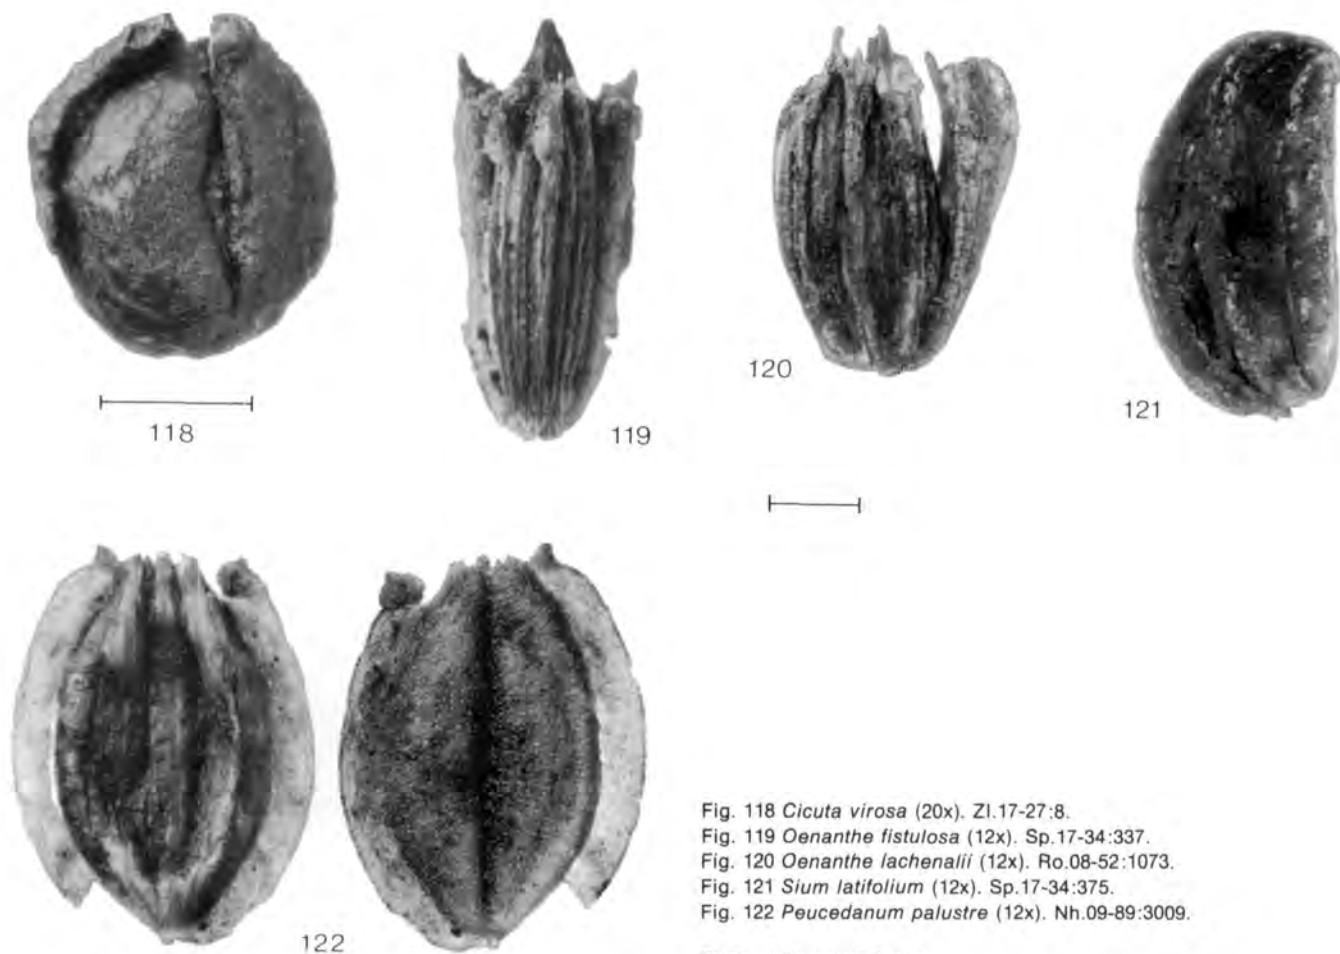 118
119
120
121
122
Fig. 118 Cicuta virosa (20x). Zl.17-27:8.
Fig. 119 Oenanthe fistulosa (12x). Sp.17-34:337.
Fig. 120 Oenanthe lachenalii (12x). Ro.08-52:1073.
Fig. 121 Sium latifolium (12x). Sp.17-34:375.
Fig. 122 Peucedanum palustre (12x). Nh.09-89:3009.